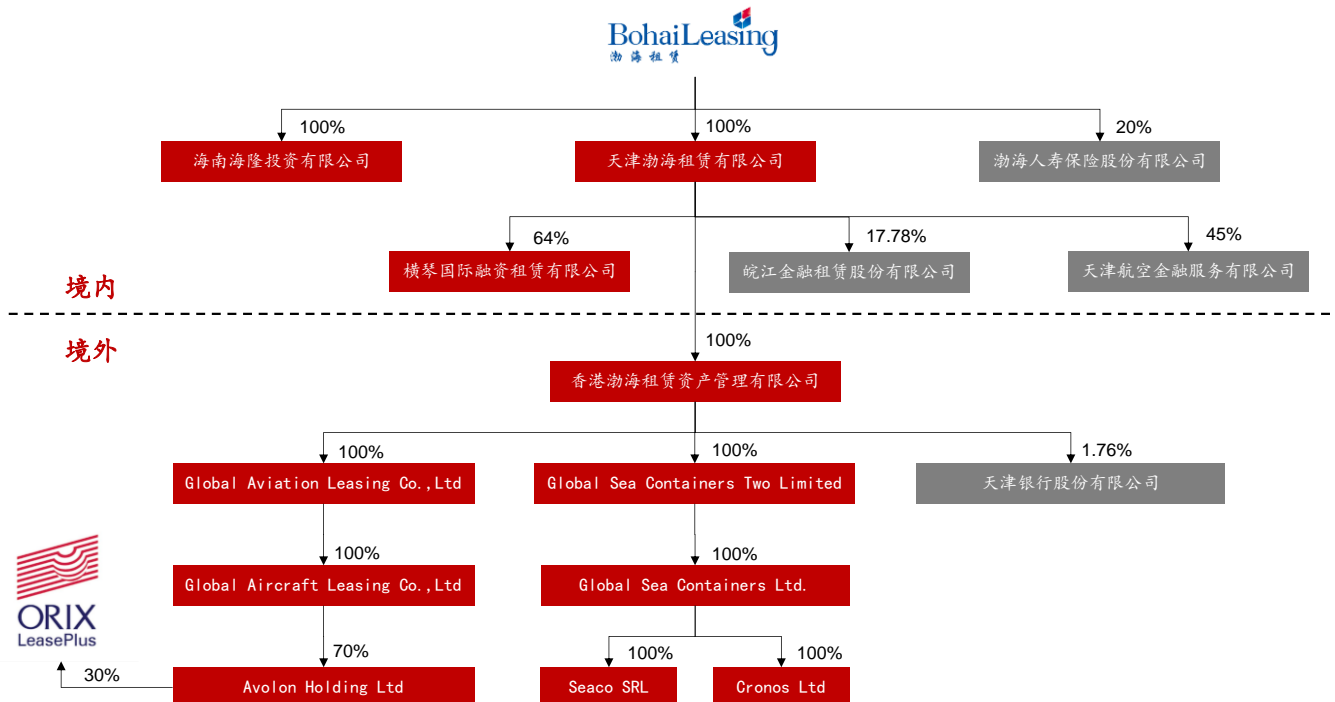 BohaiLeasing
渤海租赁
100%
100%
20%
海南海隆投资有限公司
天津渤海租赁有限公司
渤海人寿保险股份有限公司
64%
17.78%
45%
横琴国际融资租赁有限公司
皖江金融租赁股份有限公司
天津航空金融服务有限公司
境内
境外
100%
香港渤海租赁资产管理有限公司
100%
100%
1.76%
Global Aviation Leasing Co.,Ltd
Global Sea Containers Two Limited
天津银行股份有限公司
100%
100%
Global Aircraft Leasing Co.,Ltd
Global Sea Containers Ltd.
ORIX
LeasePlus
70%
100%
100%
30%
Avolon Holding Ltd
Seaco SRL
Cronos Ltd